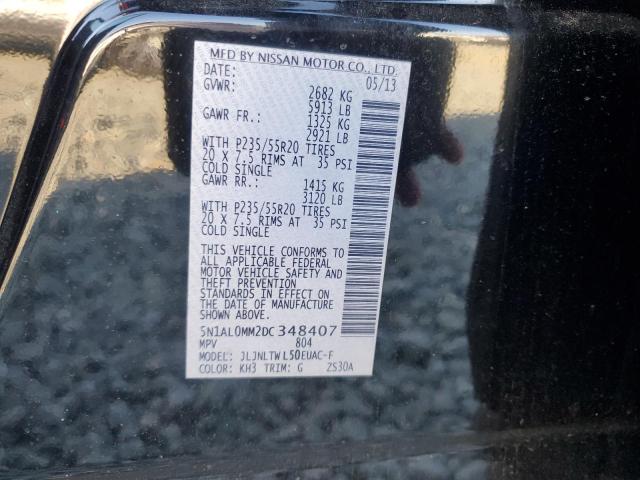 MFD BY NISSAN MOTOR CO., LTD.
DATE: 05/13
GVWR: 2682 KG
5913 LB
GAWR FR.: 1325 KG
2921 LB
WITH P235/55R20 TIRES
20 X 7.5 RIMS AT 35 PSI
COLD SINGLE
GAWR RR.: 1415 KG
3120 LB
WITH P235/55R20 TIRES
20 X 7.5 RIMS AT 35 PSI
COLD SINGLE
THIS VEHICLE CONFORMS TO
ALL APPLICABLE FEDERAL
MOTOR VEHICLE SAFETY AND
THEFT PREVENTION
STANDARDS IN EFFECT ON
THE DATE OF MANUFACTURE
SHOWN ABOVE.
5N1AL0MM2DC348407
MPV 804
MODEL: JLJNLTWL50EUAC-F
COLOR: KH3 TRIM: G ZS30A